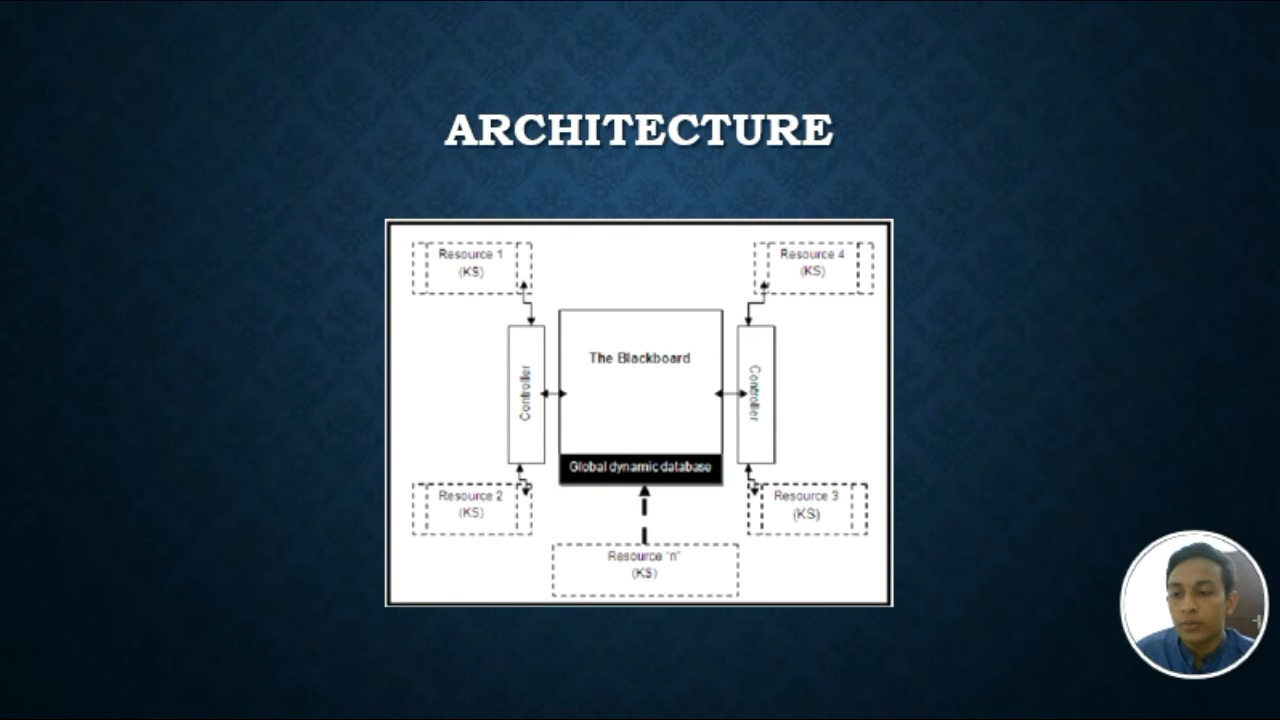 ARCHITECTURE
Resource 1
(KS)
Resource 4
(KS)
The Blackboard
Controller
Controller
Global dynamic database
Resource 2
(KS)
Resource 3
(KS)
Resource 'n'
(KS)